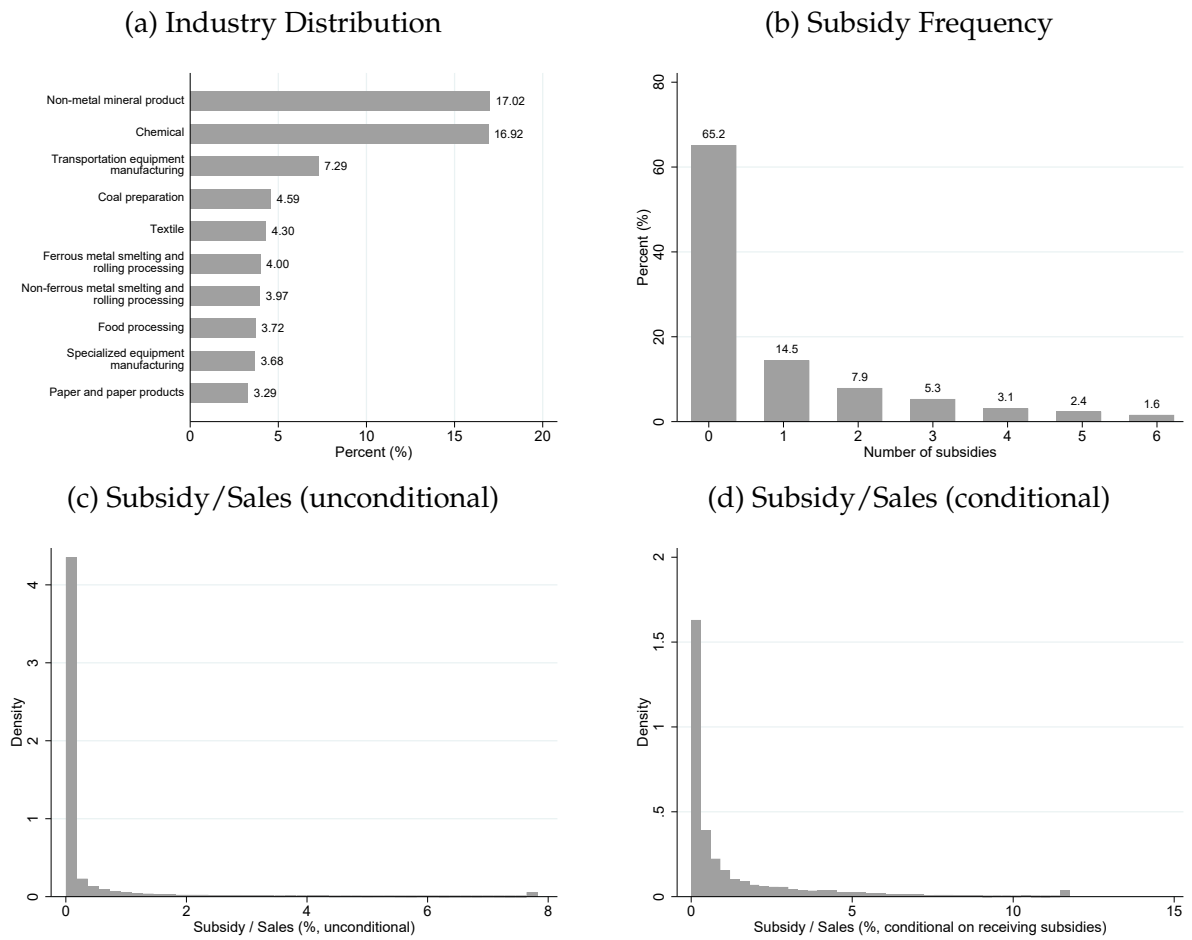 (a) Industry Distribution
Non-metal mineral product
17.02
Chemical
16.92
Transportation equipment
manufacturing
7.29
Coal preparation
4.59
Textile
4.30
Ferrous metal smelting and
rolling processing
4.00
Non-ferrous metal smelting and
rolling processing
3.97
Food processing
3.72
Specialized equipment
manufacturing
3.68
Paper and paper products
3.29
0 5 10 15 20
Percent (%)
(b) Subsidy Frequency
80
60
40
20
0
Percent (%)
65.2
14.5
7.9
5.3
3.1
2.4
1.6
0 1 2 3 4 5 6
Number of subsidies
(c) Subsidy/Sales (unconditional)
4
3
2
1
0
Density
0 2 4 6 8
Subsidy / Sales (%, unconditional)
(d) Subsidy/Sales (conditional)
2
1.5
1
.5
0
Density
0 5 10 15
Subsidy / Sales (%, conditional on receiving subsidies)